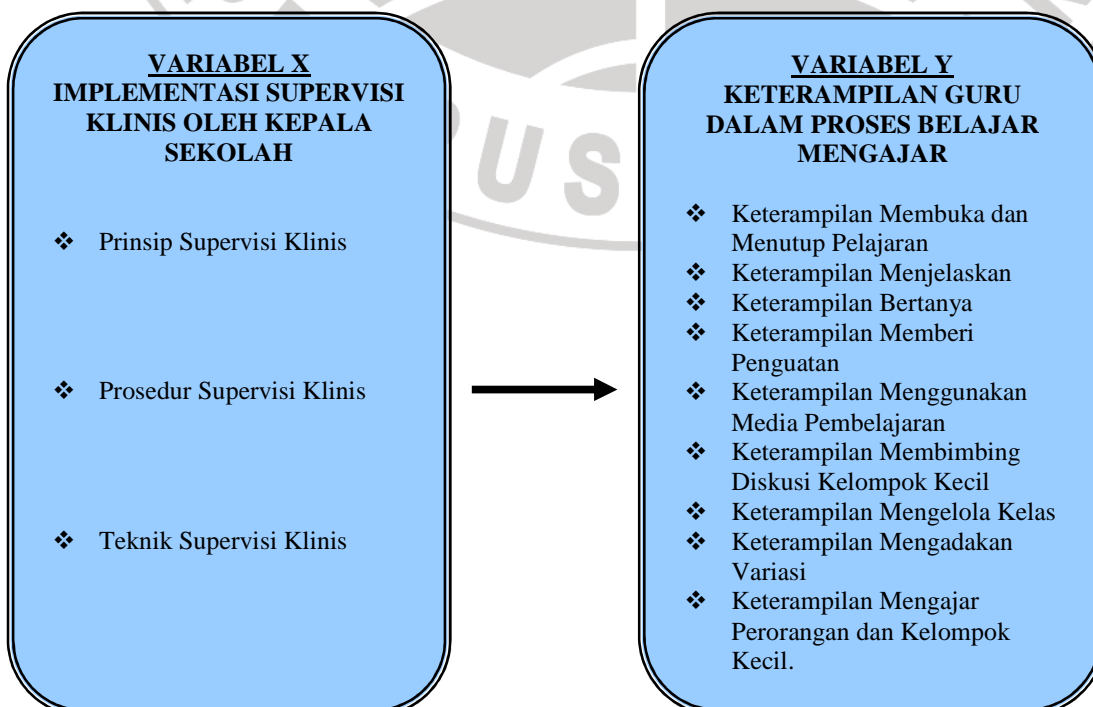 VARIABEL X
IMPLEMENTASI SUPERVISI
KLINIS OLEH KEPALA
SEKOLAH
❖ Prinsip Supervisi Klinis
❖ Prosedur Supervisi Klinis
❖ Teknik Supervisi Klinis
VARIABEL Y
KETERAMPILAN GURU
DALAM PROSES BELAJAR
MENGAJAR
❖ Keterampilan Membuka dan
Menutup Pelajaran
❖ Keterampilan Menjelaskan
❖ Keterampilan Bertanya
❖ Keterampilan Memberi
Penguatan
❖ Keterampilan Menggunakan
Media Pembelajaran
❖ Keterampilan Membimbing
Diskusi Kelompok Kecil
❖ Keterampilan Mengelola Kelas
❖ Keterampilan Mengadakan
Variasi
❖ Keterampilan Mengajar
Perorangan dan Kelompok
Kecil.
US